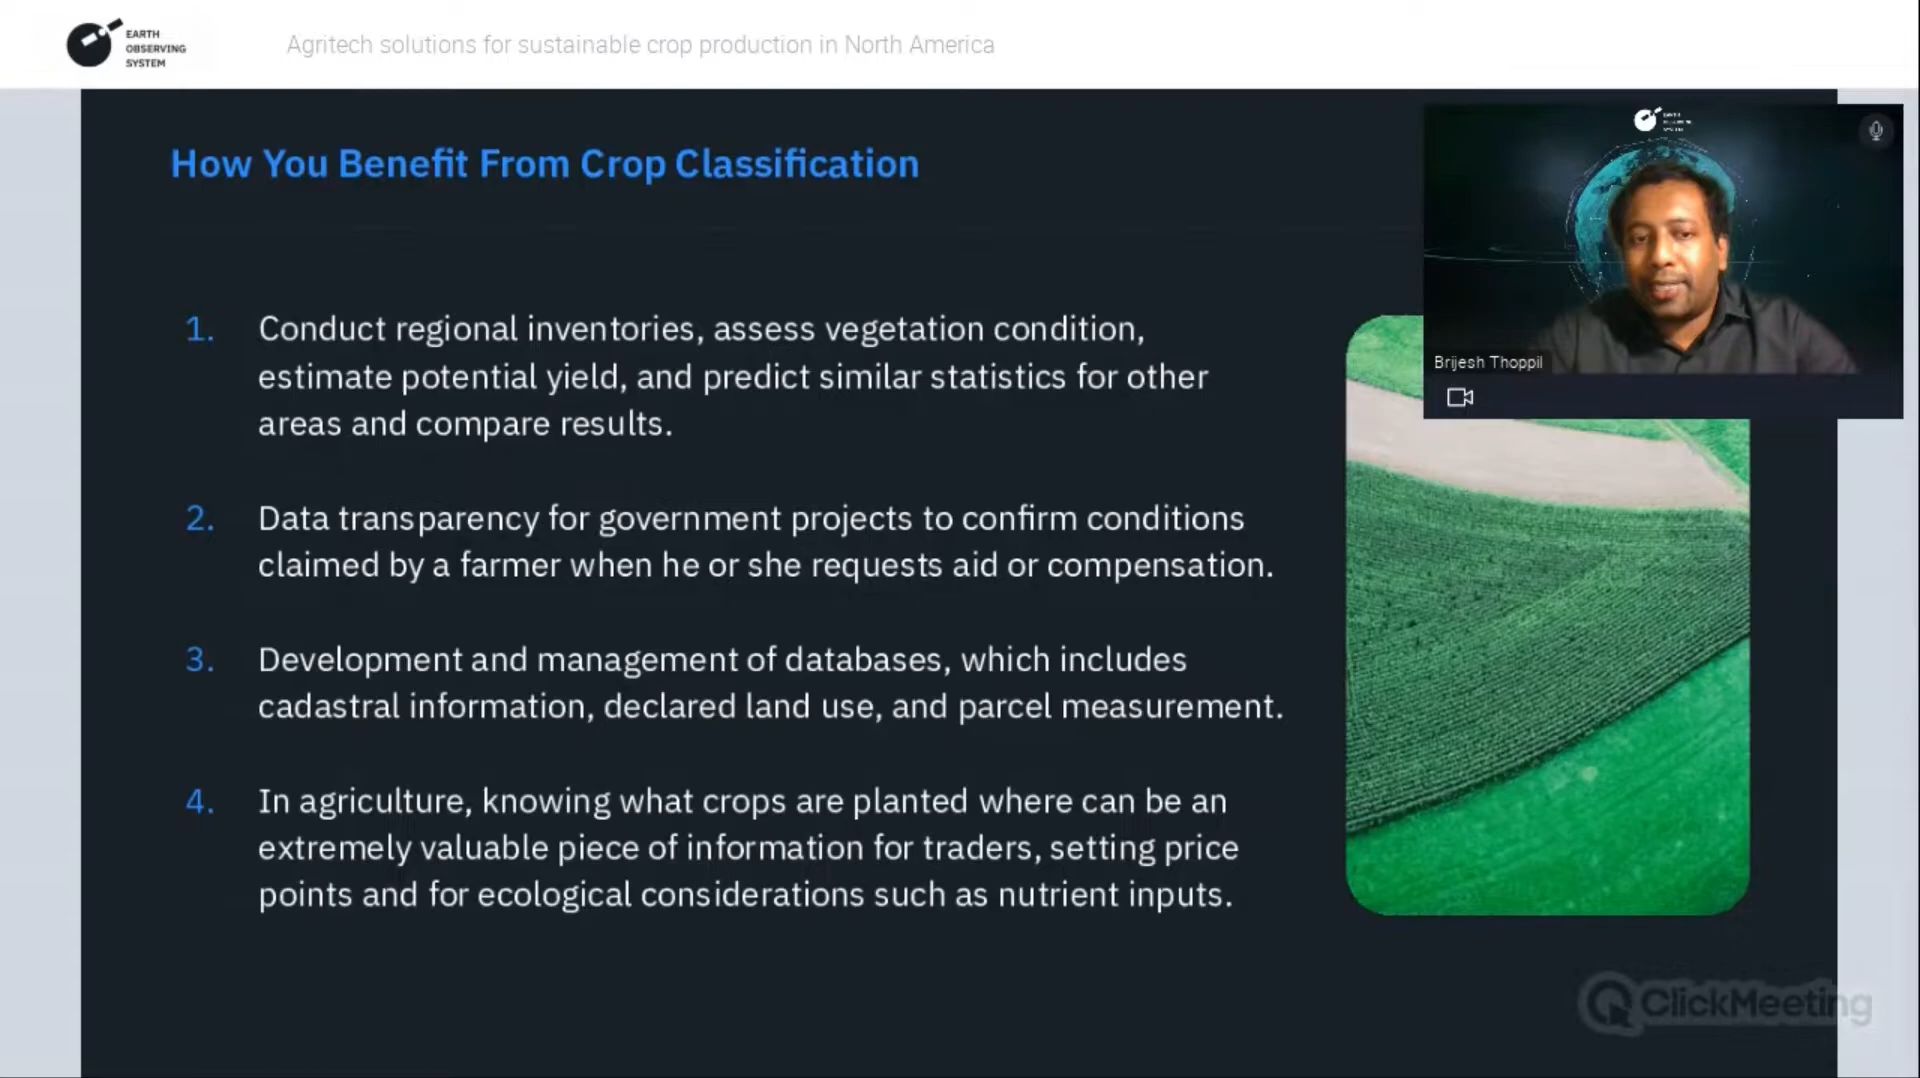 EARTH
OBSERVING
SYSTEM
Agritech solutions for sustainable crop production in North America
How You Benefit From Crop Classification
1. Conduct regional inventories, assess vegetation condition,
estimate potential yield, and predict similar statistics for other
areas and compare results.
2. Data transparency for government projects to confirm conditions
claimed by a farmer when he or she requests aid or compensation.
3. Development and management of databases, which includes
cadastral information, declared land use, and parcel measurement.
4. In agriculture, knowing what crops are planted where can be an
extremely valuable piece of information for traders, setting price
points and for ecological considerations such as nutrient inputs.
Brijesh Thoppil
ClickMeeting